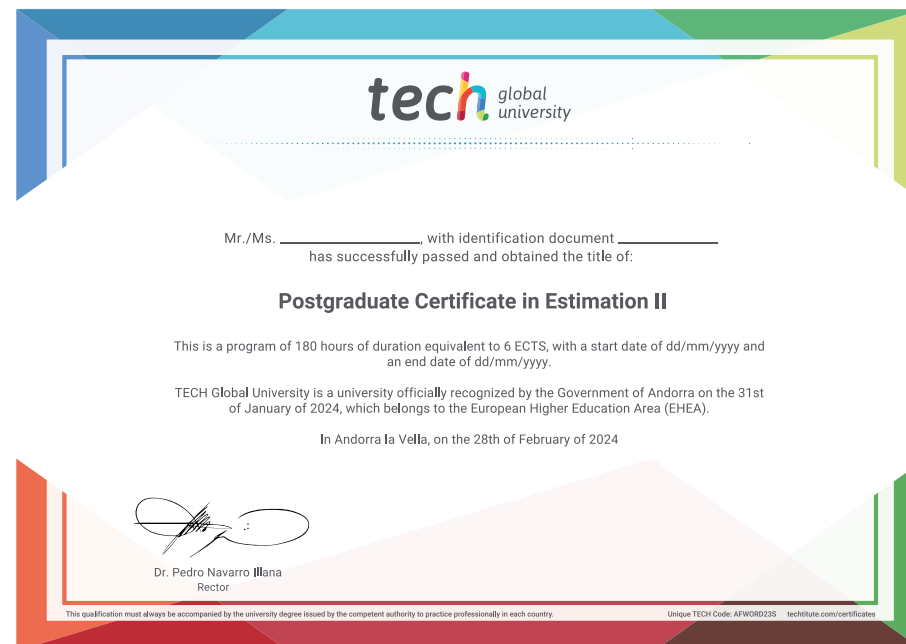 tech global
university
Mr./Ms. ____________, with identification document ____________
has successfully passed and obtained the title of:
Postgraduate Certificate in Estimation II
This is a program of 180 hours of duration equivalent to 6 ECTS, with a start date of dd/mm/yyyy and
an end date of dd/mm/yyyy.
TECH Global University is a university officially recognized by the Government of Andorra on the 31st
of January of 2024, which belongs to the European Higher Education Area (EHEA).
In Andorra la Vella, on the 28th of February of 2024
Dr. Pedro Navarro Illana
Rector
This qualification must always be accompanied by the university degree issued by the competent authority to practice professionally in each country.
Unique TECH Code: AFWORD23S techtitute.com/certificates